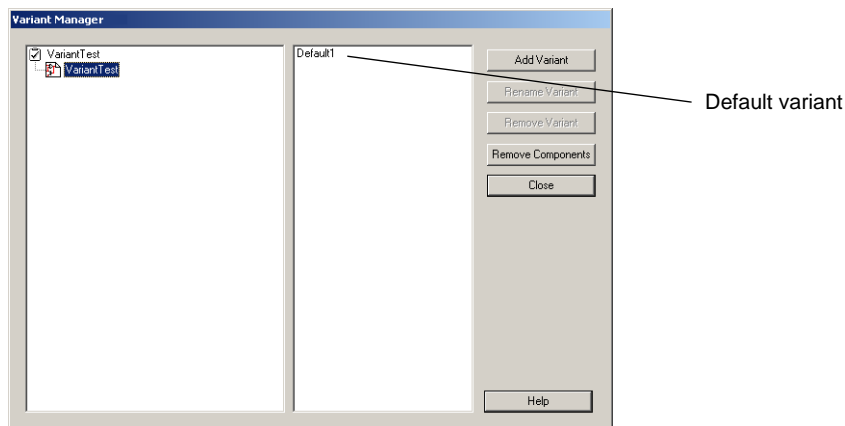 Variant Manager
VariantTest
VariantTest
Default1
Add Variant
Rename Variant
Remove Variant
Remove Components
Close
Help
Default variant